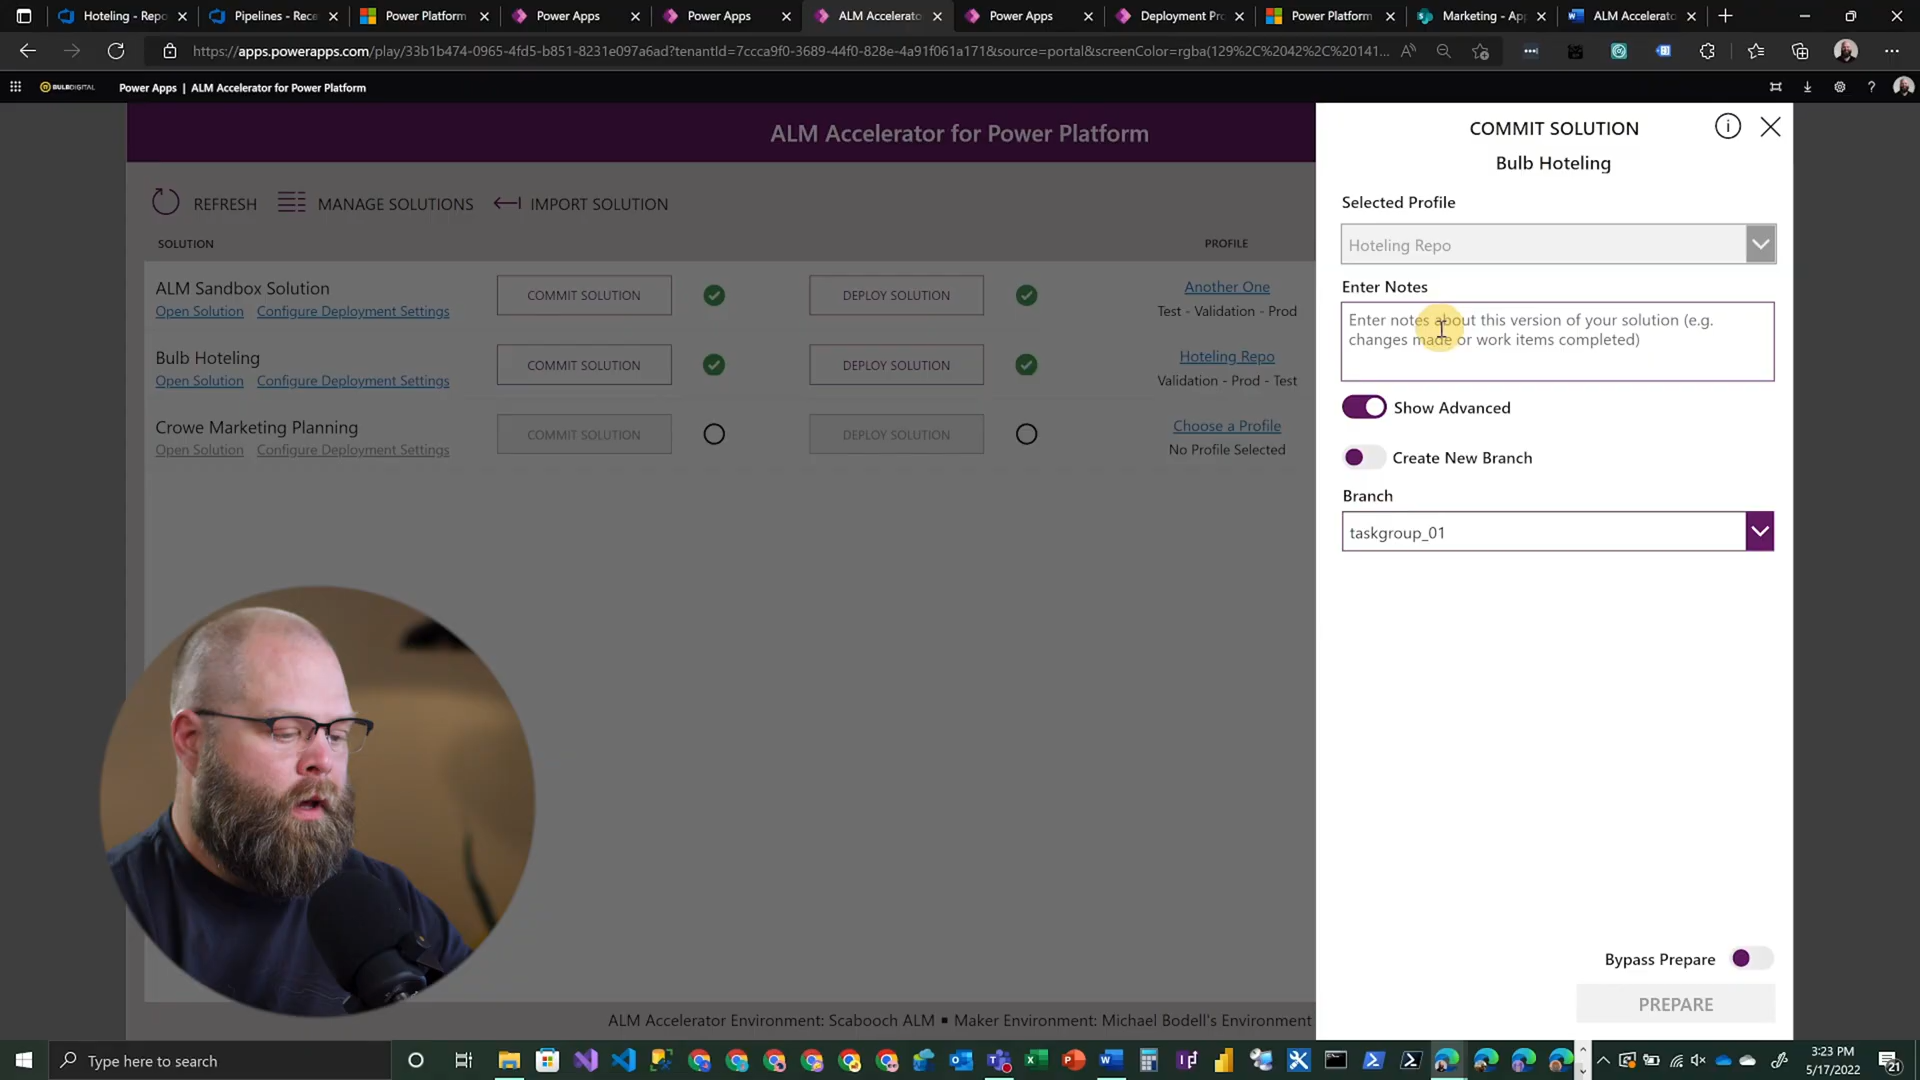 Hoteling - Repo
Pipelines - Rece
Power Platform
Power Apps
Power Apps
ALM Accelerato
Power Apps
Deployment Pro
Power Platform
Marketing - Ap
ALM Accelerato
https://apps.powerapps.com/play/33b1b474-0965-4fd5-b851-8231e097a6ad?tenantId=7ccca9f0-3689-44f0-828e-4a91f061a171&source=portal&screenColor=rgba(129%2C%2042%2C%20141...
BULBDIGITAL Power Apps | ALM Accelerator for Power Platform
ALM Accelerator for Power Platform
REFRESH MANAGE SOLUTIONS IMPORT SOLUTION
SOLUTION PROFILE
ALM Sandbox Solution
Open Solution Configure Deployment Settings
COMMIT SOLUTION
DEPLOY SOLUTION
Another One
Test - Validation - Prod
Bulb Hoteling
Open Solution Configure Deployment Settings
COMMIT SOLUTION
DEPLOY SOLUTION
Hoteling Repo
Validation - Prod - Test
Crowe Marketing Planning
Open Solution Configure Deployment Settings
COMMIT SOLUTION
DEPLOY SOLUTION
Choose a Profile
No Profile Selected
COMMIT SOLUTION
Bulb Hoteling
Selected Profile
Hoteling Repo
Enter Notes
Enter notes about this version of your solution (e.g.
changes made or work items completed)
Show Advanced
Create New Branch
Branch
taskgroup_01
Bypass Prepare
PREPARE
ALM Accelerator Environment: Scabooch ALM ▪ Maker Environment: Michael Bodell's Environment
Type here to search
3:23 PM
5/17/2022
21